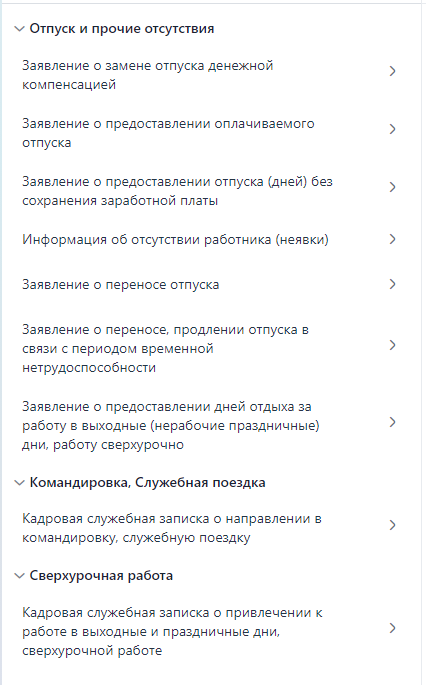 Отпуск и прочие отсутствия
Заявление о замене отпуска денежной
компенсацией
Заявление о предоставлении оплачиваемого
отпуска
Заявление о предоставлении отпуска (дней) без
сохранения заработной платы
Информация об отсутствии работника (неявки)
Заявление о переносе отпуска
Заявление о переносе, продлении отпуска в
связи с периодом временной
нетрудоспособности
Заявление о предоставлении дней отдыха за
работу в выходные (нерабочие праздничные)
дни, работу сверхурочно
Командировка, Служебная поездка
Кадровая служебная записка о направлении в
командировку, служебную поездку
Сверхурочная работа
Кадровая служебная записка о привлечении к
работе в выходные и праздничные дни,
сверхурочной работе